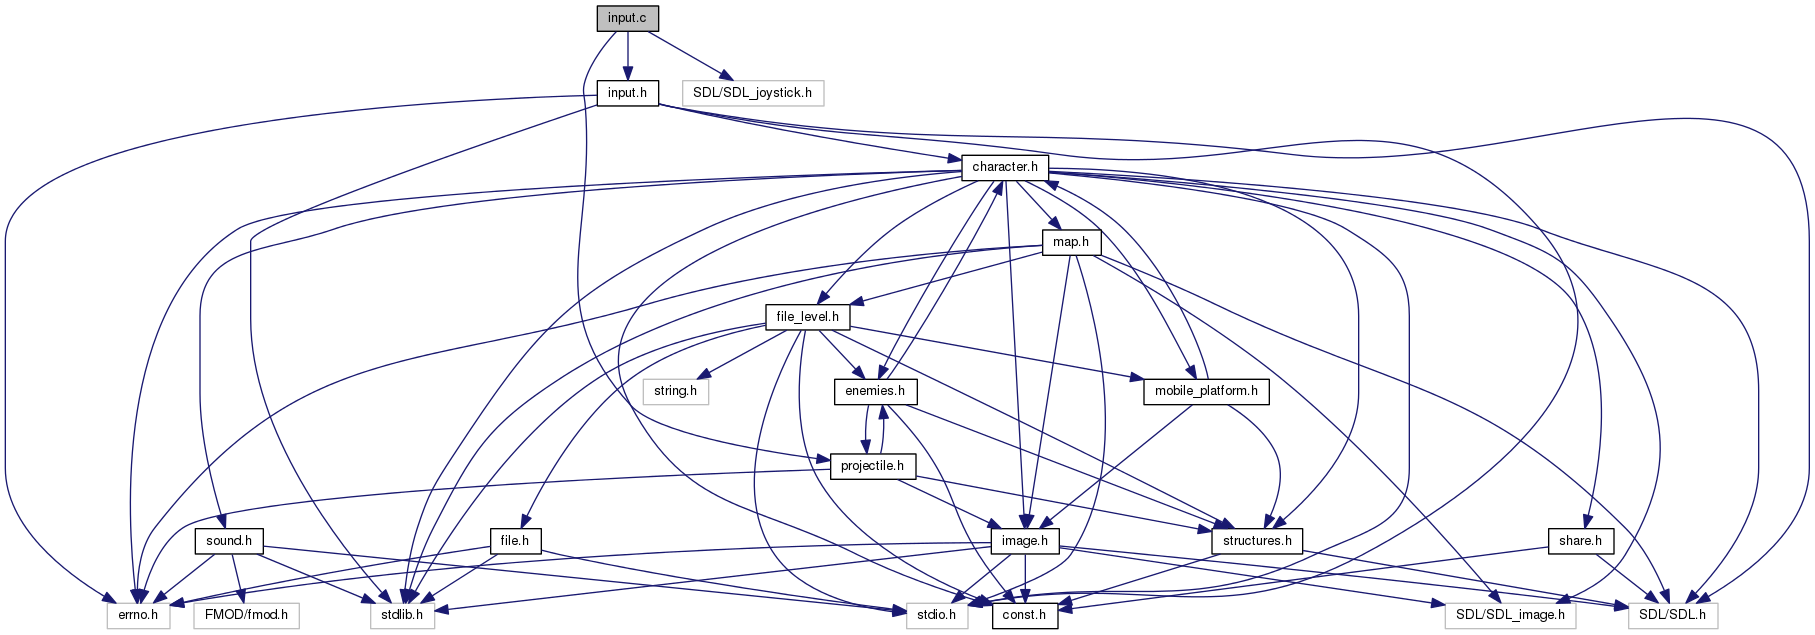 input.c
input.h
SDL/SDL_joystick.h
character.h
map.h
file_level.h
string.h
enemies.h
mobile_platform.h
projectile.h
sound.h
file.h
image.h
structures.h
share.h
errno.h
FMOD/fmod.h
stdlib.h
stdio.h
const.h
SDL/SDL_image.h
SDL/SDL.h